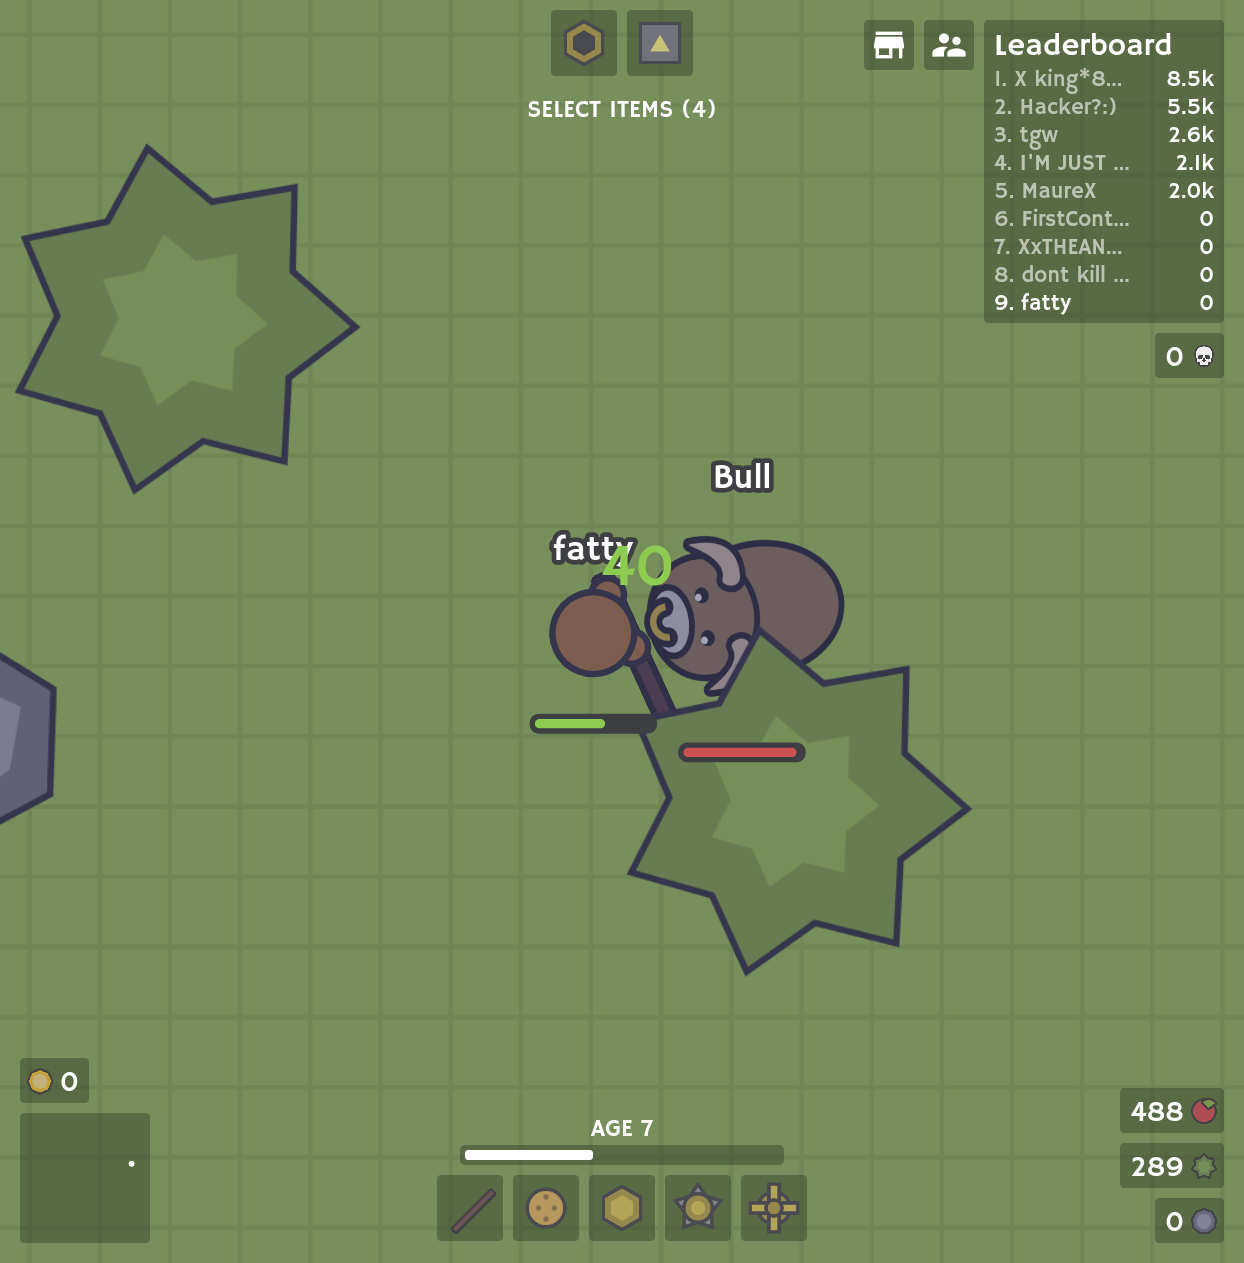 SELECT ITEMS (4)
Leaderboard
1. X king*8... 8.5k
2. Hacker?:) 5.5k
3. tgw 2.6k
4. I'M JUST ... 2.1k
5. MaureX 2.0k
6. FirstCont... 0
7. XxTHEAN... 0
8. dont kill ... 0
9. fatty 0
0
Bull
fatty
40
0
AGE 7
488
289
0